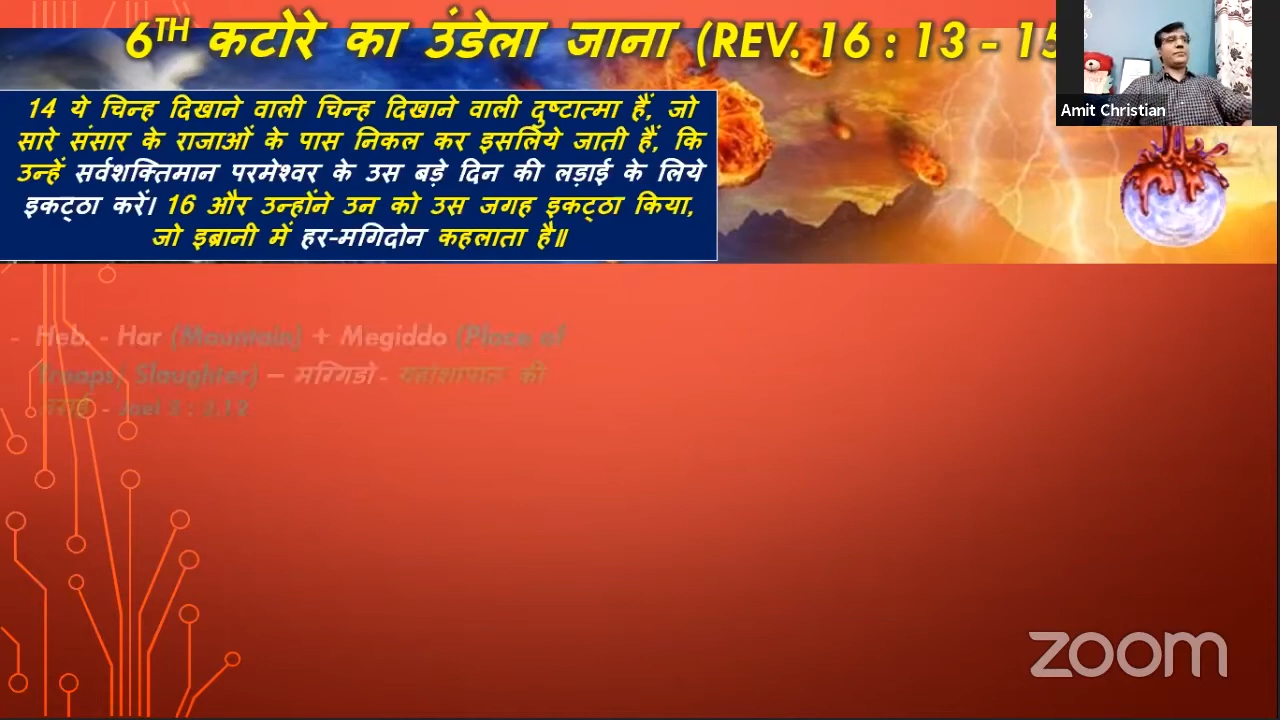 6TH कटोरे का उंडेला जाना (REV. 16 : 13 - 15
Amit Christian
14 ये चिन्ह दिखाने वाली चिन्ह दिखाने वाली दुष्टात्मा हैं, जो
सारे संसार के राजाओं के पास निकल कर इसलिये जाती हैं, कि
उन्हें सर्वशक्तिमान परमेश्वर के उस बड़े दिन की लड़ाई के लिये
इकट्ठा करें। 16 और उन्होंने उन को उस जगह इकट्ठा किया,
जो इब्रानी में हर-मगिदोन कहलाता है॥
- Heb. - Har (Mountain) + Megiddo (Place of
Slaughter) – मग्गिडो - की
- Joel
zoom